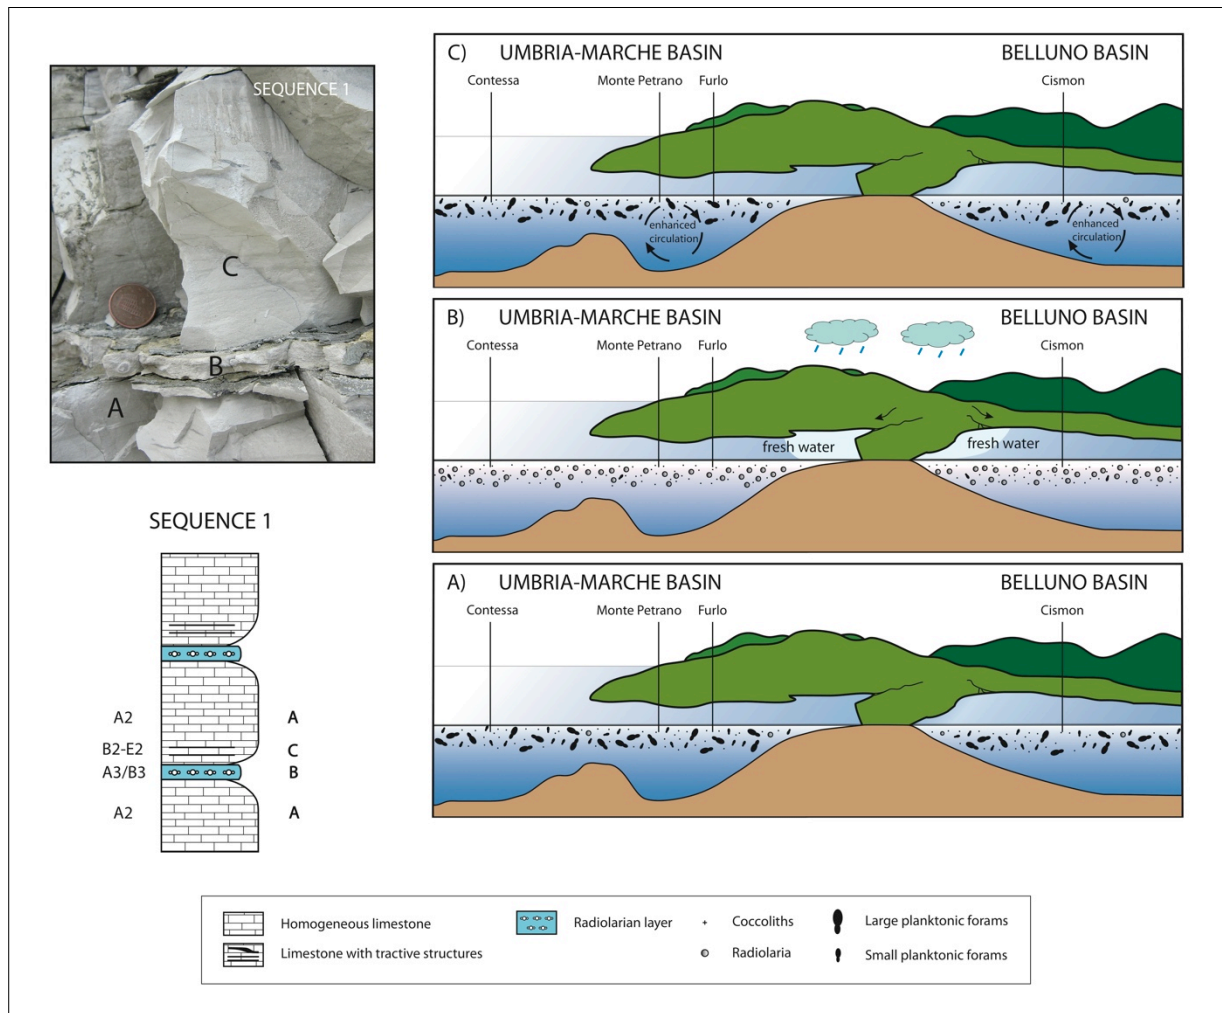 SEQUENCE 1
C
B
A
SEQUENCE 1
A2 A
B2-E2 C
A3/B3 B
A2 A
C) UMBRIA-MARCHE BASIN BELLUNO BASIN
Contessa Monte Petrano Furlo Cismon
enhanced
circulation
enhanced
circulation
B) UMBRIA-MARCHE BASIN BELLUNO BASIN
Contessa Monte Petrano Furlo Cismon
fresh water fresh water
A) UMBRIA-MARCHE BASIN BELLUNO BASIN
Contessa Monte Petrano Furlo Cismon
Homogeneous limestone Radiolarian layer Coccoliths Large planktonic forams
Limestone with tractive structures Radiolaria Small planktonic forams